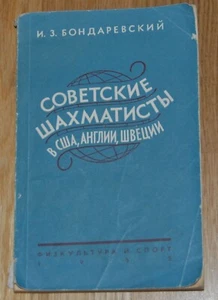 И. З. БОНДАРЕВСКИЙ
СОВЕТСКИЕ
ШАХМАТИСТЫ
В США, АНГЛИИ, ШВЕЦИИ
ФИЗКУЛЬТУРА И СПОРТ